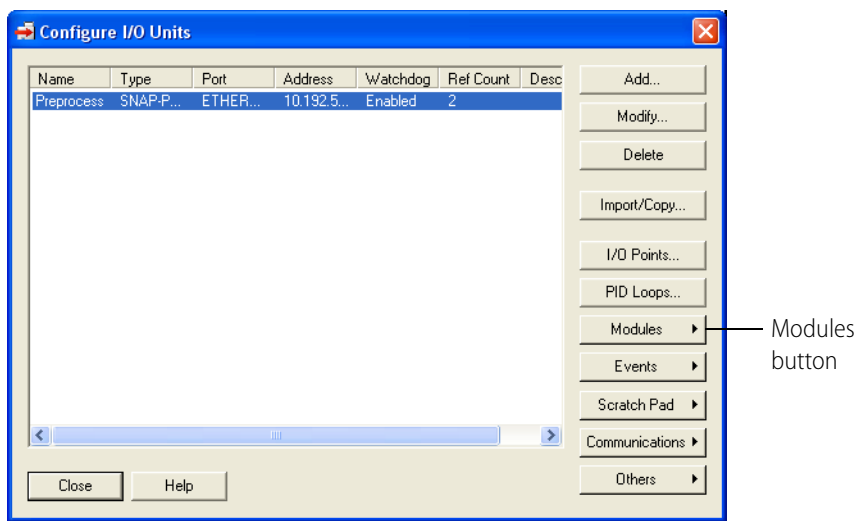 Configure I/O Units
Name Type Port Address Watchdog Ref Count Desc
Preprocess SNAP-P... ETHER... 10.192.5... Enabled 2
Add...
Modify...
Delete
Import/Copy...
I/O Points...
PID Loops...
Modules
Events
Scratch Pad
Communications
Others
Close Help
Modules
button